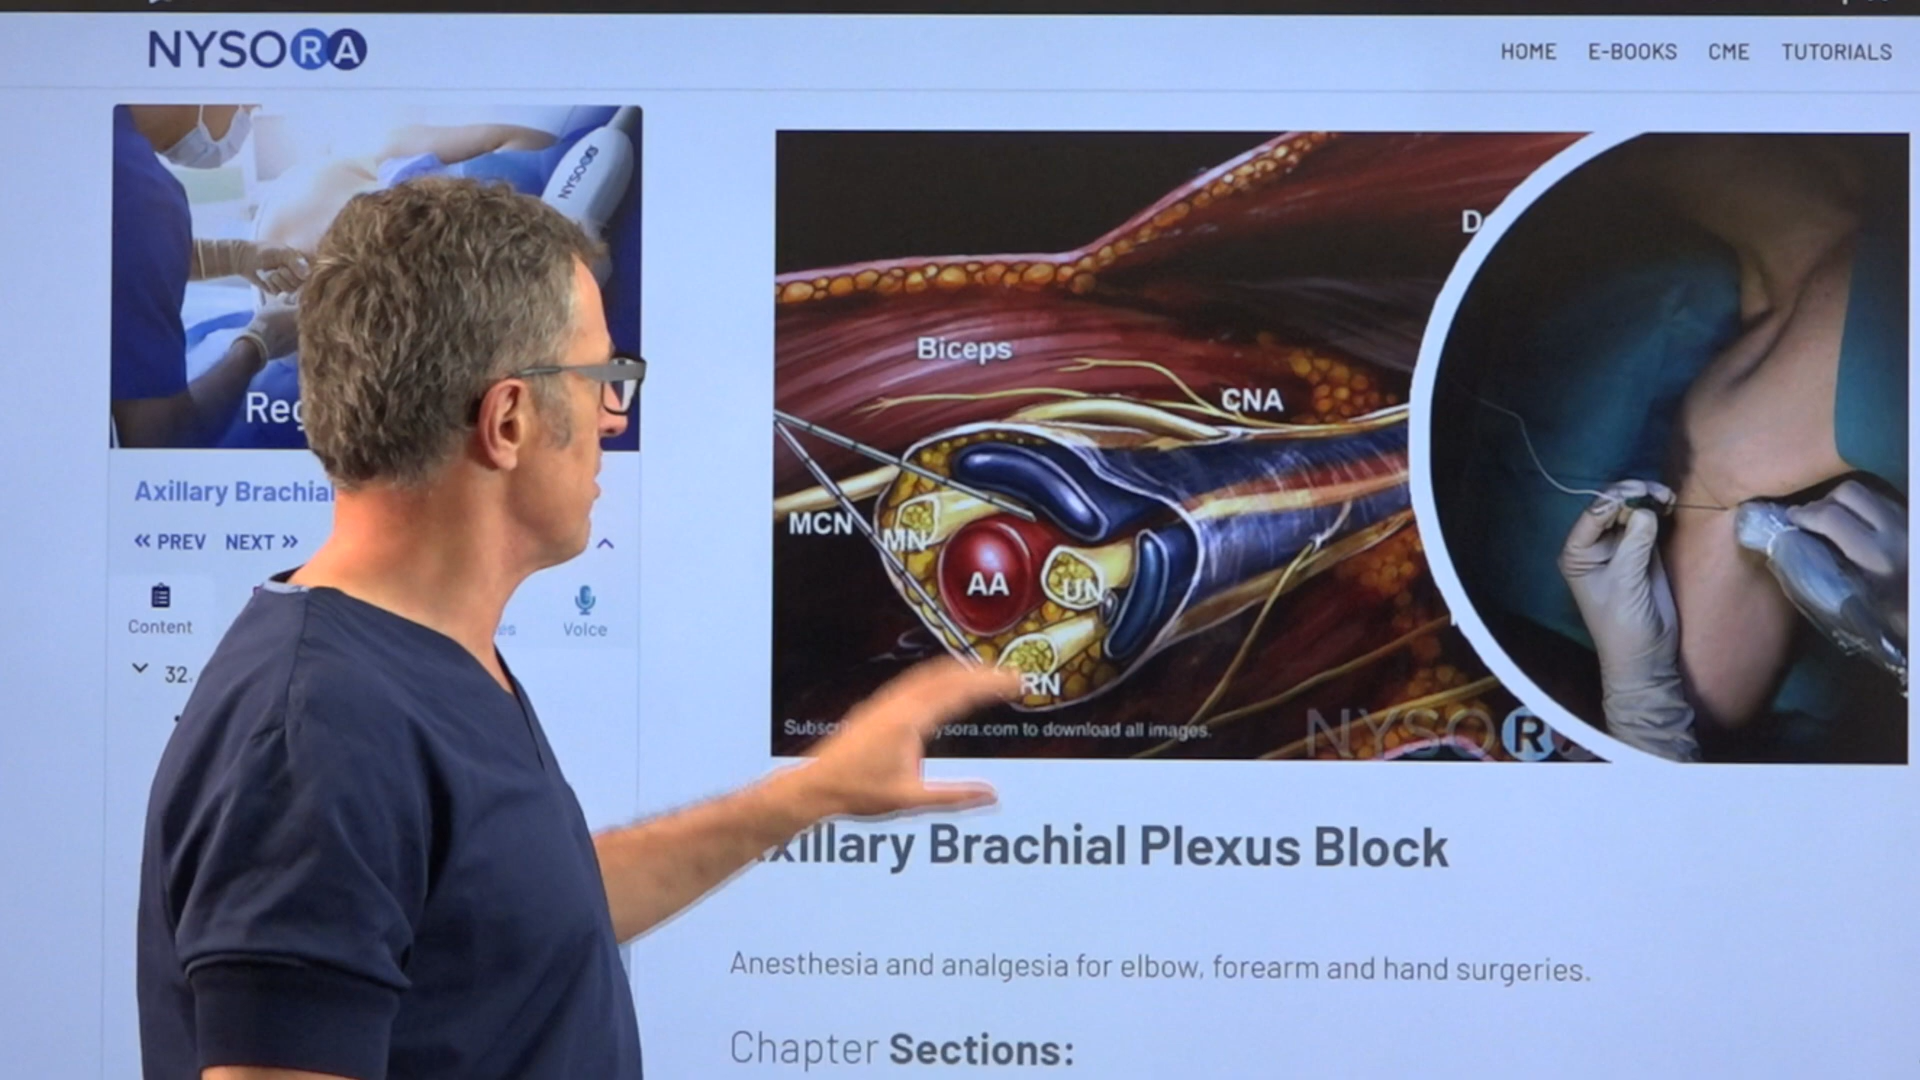 NYSORA
HOME E-BOOKS CME TUTORIALS
NYSORA
Biceps
CNA
MCN
MN
AA
UN
RN
Axillary Brachial
« PREV NEXT »
Content
Voice
32.
ysora.com to download all images.
NYSORA
Brachial Plexus Block
Anesthesia and analgesia for elbow, forearm and hand surgeries.
Chapter Sections: